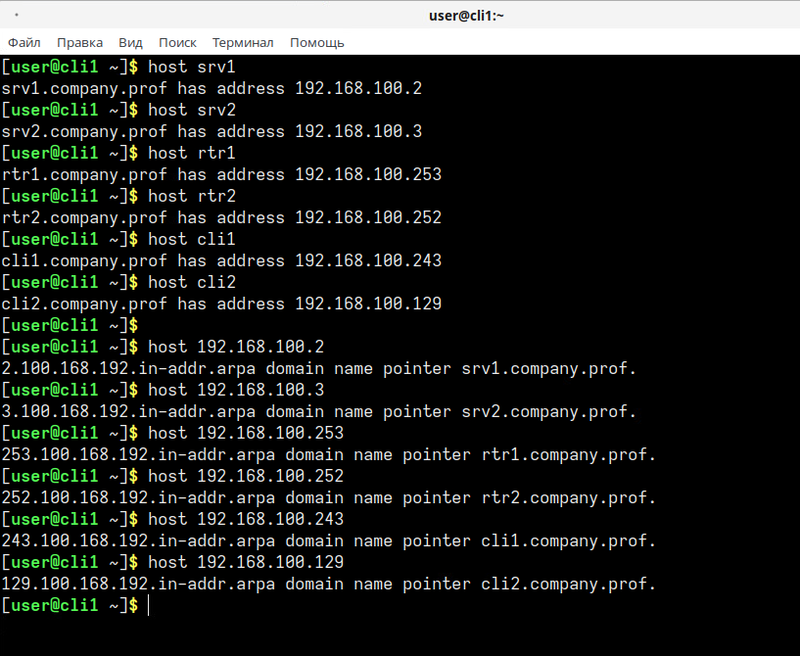 user@cli1:~
Файл Правка Вид Поиск Терминал Помощь
[user@cli1 ~]$ host srv1
srv1.company.prof has address 192.168.100.2
[user@cli1 ~]$ host srv2
srv2.company.prof has address 192.168.100.3
[user@cli1 ~]$ host rtr1
rtr1.company.prof has address 192.168.100.253
[user@cli1 ~]$ host rtr2
rtr2.company.prof has address 192.168.100.252
[user@cli1 ~]$ host cli1
cli1.company.prof has address 192.168.100.243
[user@cli1 ~]$ host cli2
cli2.company.prof has address 192.168.100.129
[user@cli1 ~]$
[user@cli1 ~]$ host 192.168.100.2
2.100.168.192.in-addr.arpa domain name pointer srv1.company.prof.
[user@cli1 ~]$ host 192.168.100.3
3.100.168.192.in-addr.arpa domain name pointer srv2.company.prof.
[user@cli1 ~]$ host 192.168.100.253
253.100.168.192.in-addr.arpa domain name pointer rtr1.company.prof.
[user@cli1 ~]$ host 192.168.100.252
252.100.168.192.in-addr.arpa domain name pointer rtr2.company.prof.
[user@cli1 ~]$ host 192.168.100.243
243.100.168.192.in-addr.arpa domain name pointer cli1.company.prof.
[user@cli1 ~]$ host 192.168.100.129
129.100.168.192.in-addr.arpa domain name pointer cli2.company.prof.
[user@cli1 ~]$